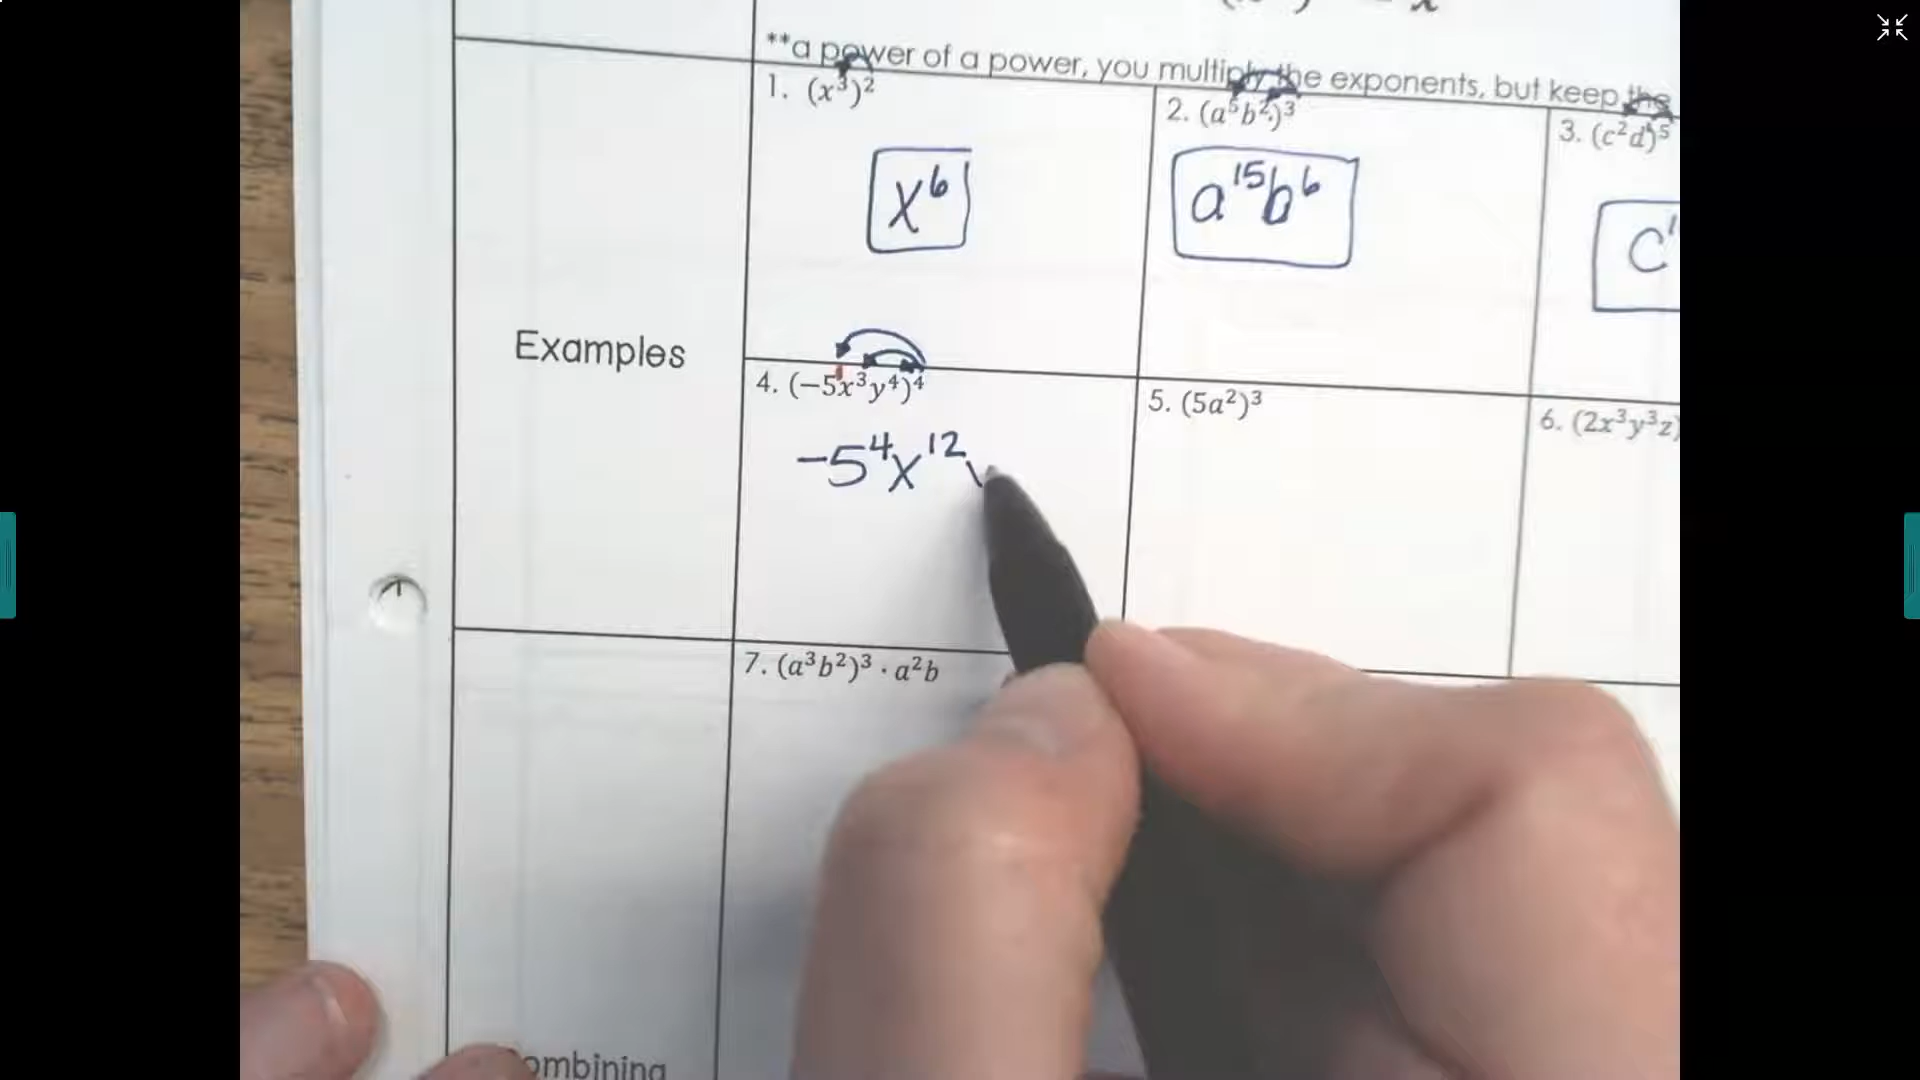 **a power of a power, you multiply the exponents, but keep the
1. (x³)²
2. (a⁵b²)³
3. (c²d)⁵
x⁶
a¹⁵b⁶
c¹
Examples
4. (−5x³y⁴)⁴
5. (5a²)³
6. (2x³y³z)
-5⁴x¹²
7. (a³b²)³ · a²b
ombining